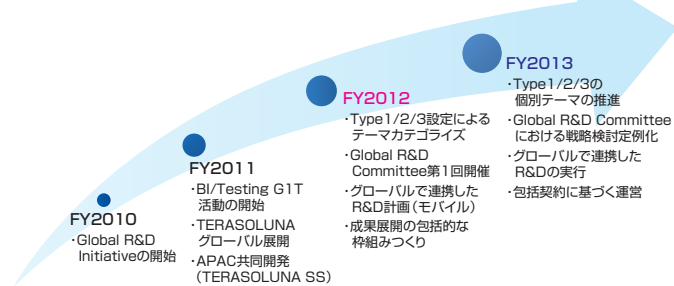 FY2010
・Global R&D
Initiativeの開始
FY2011
・BI/Testing G1T
活動の開始
・TERASOLUNA
グローバル展開
・APAC共同開発
（TERASOLUNA SS）
FY2012
・Type1/2/3設定による
テーマカテゴライズ
・Global R&D
Committee第1回開催
・グローバルで連携した
R&D計画（モバイル）
・成果展開の包括的な
枠組みつくり
FY2013
・Type1/2/3の
個別テーマの推進
・Global R&D Committee
における戦略検討定例化
・グローバルで連携した
R&Dの実行
・包括契約に基づく運営